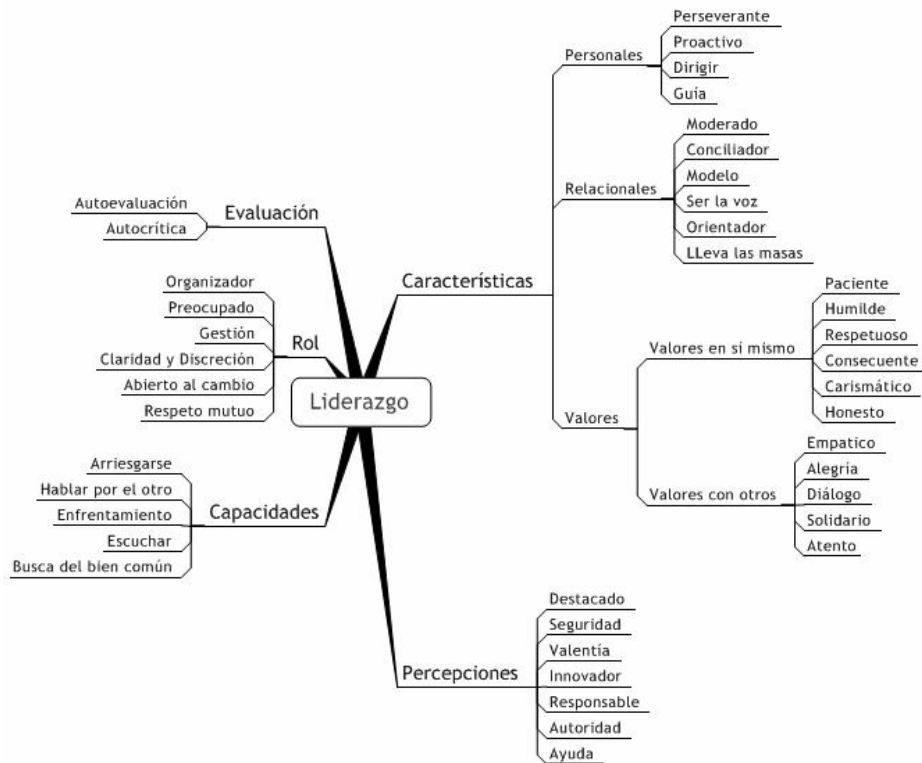 Liderazgo
Características
Personales
Perseverante
Proactivo
Dirigir
Guía
Relacionales
Moderado
Conciliador
Modelo
Ser la voz
Orientador
LLeva las masas
Valores
Valores en si mismo
Paciente
Humilde
Respetuoso
Consecuente
Carismático
Honesto
Valores con otros
Empatico
Alegría
Diálogo
Solidario
Atento
Percepciones
Destacado
Seguridad
Valentía
Innovador
Responsable
Autoridad
Ayuda
Evaluación
Autoevaluación
Autocrítica
Rol
Organizador
Preocupado
Gestión
Claridad y Discreción
Abierto al cambio
Respeto mutuo
Capacidades
Arriesgarse
Hablar por el otro
Enfrentamiento
Escuchar
Busca del bien común